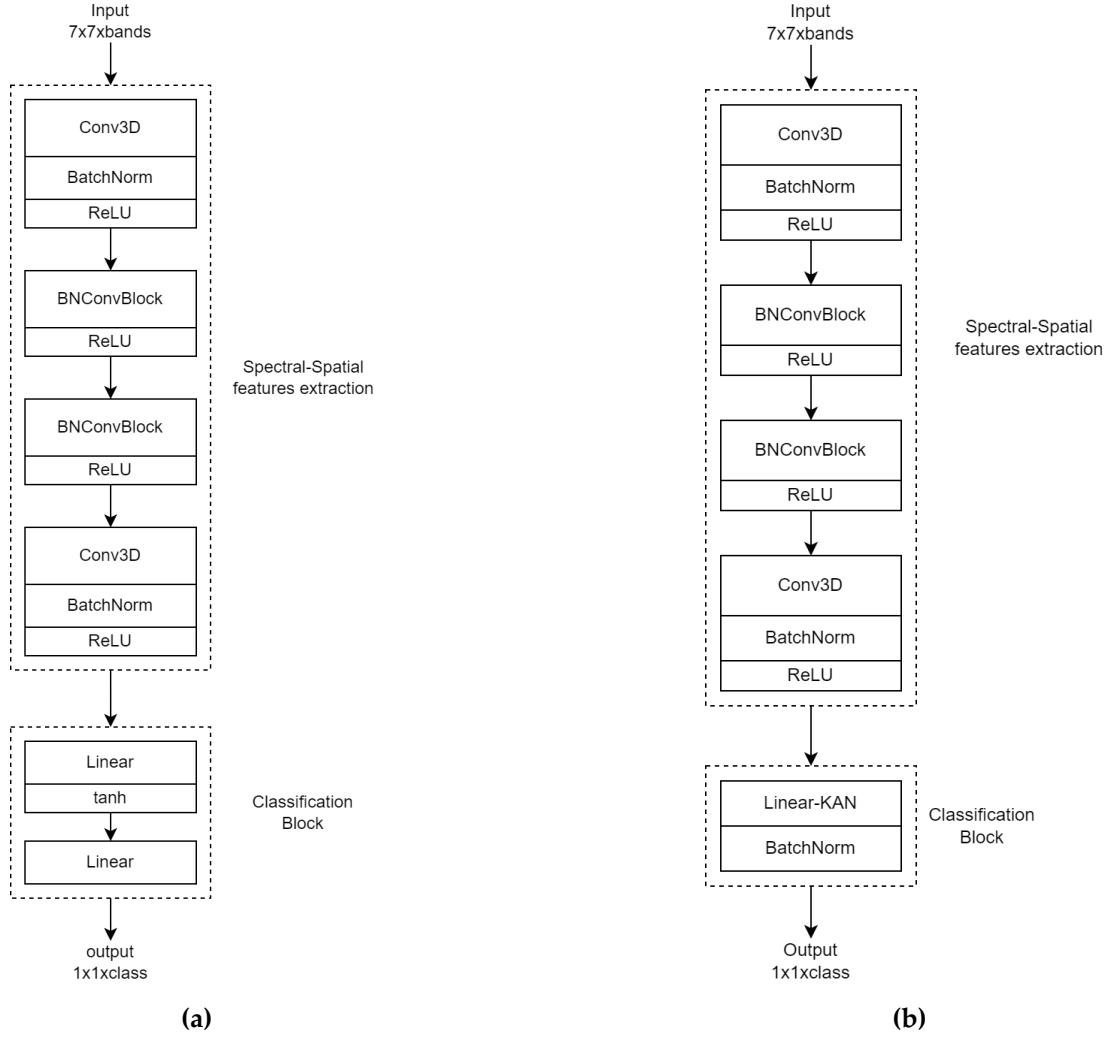 Input
7x7xbands
Conv3D
BatchNorm
ReLU
BNConvBlock
ReLU
Spectral-Spatial
features extraction
BNConvBlock
ReLU
Conv3D
BatchNorm
ReLU
Linear
tanh
Classification
Block
Linear
output
1x1xclass
(a)
Input
7x7xbands
Conv3D
BatchNorm
ReLU
BNConvBlock
ReLU
Spectral-Spatial
features extraction
BNConvBlock
ReLU
Conv3D
BatchNorm
ReLU
Linear-KAN
BatchNorm
Classification
Block
Output
1x1xclass
(b)